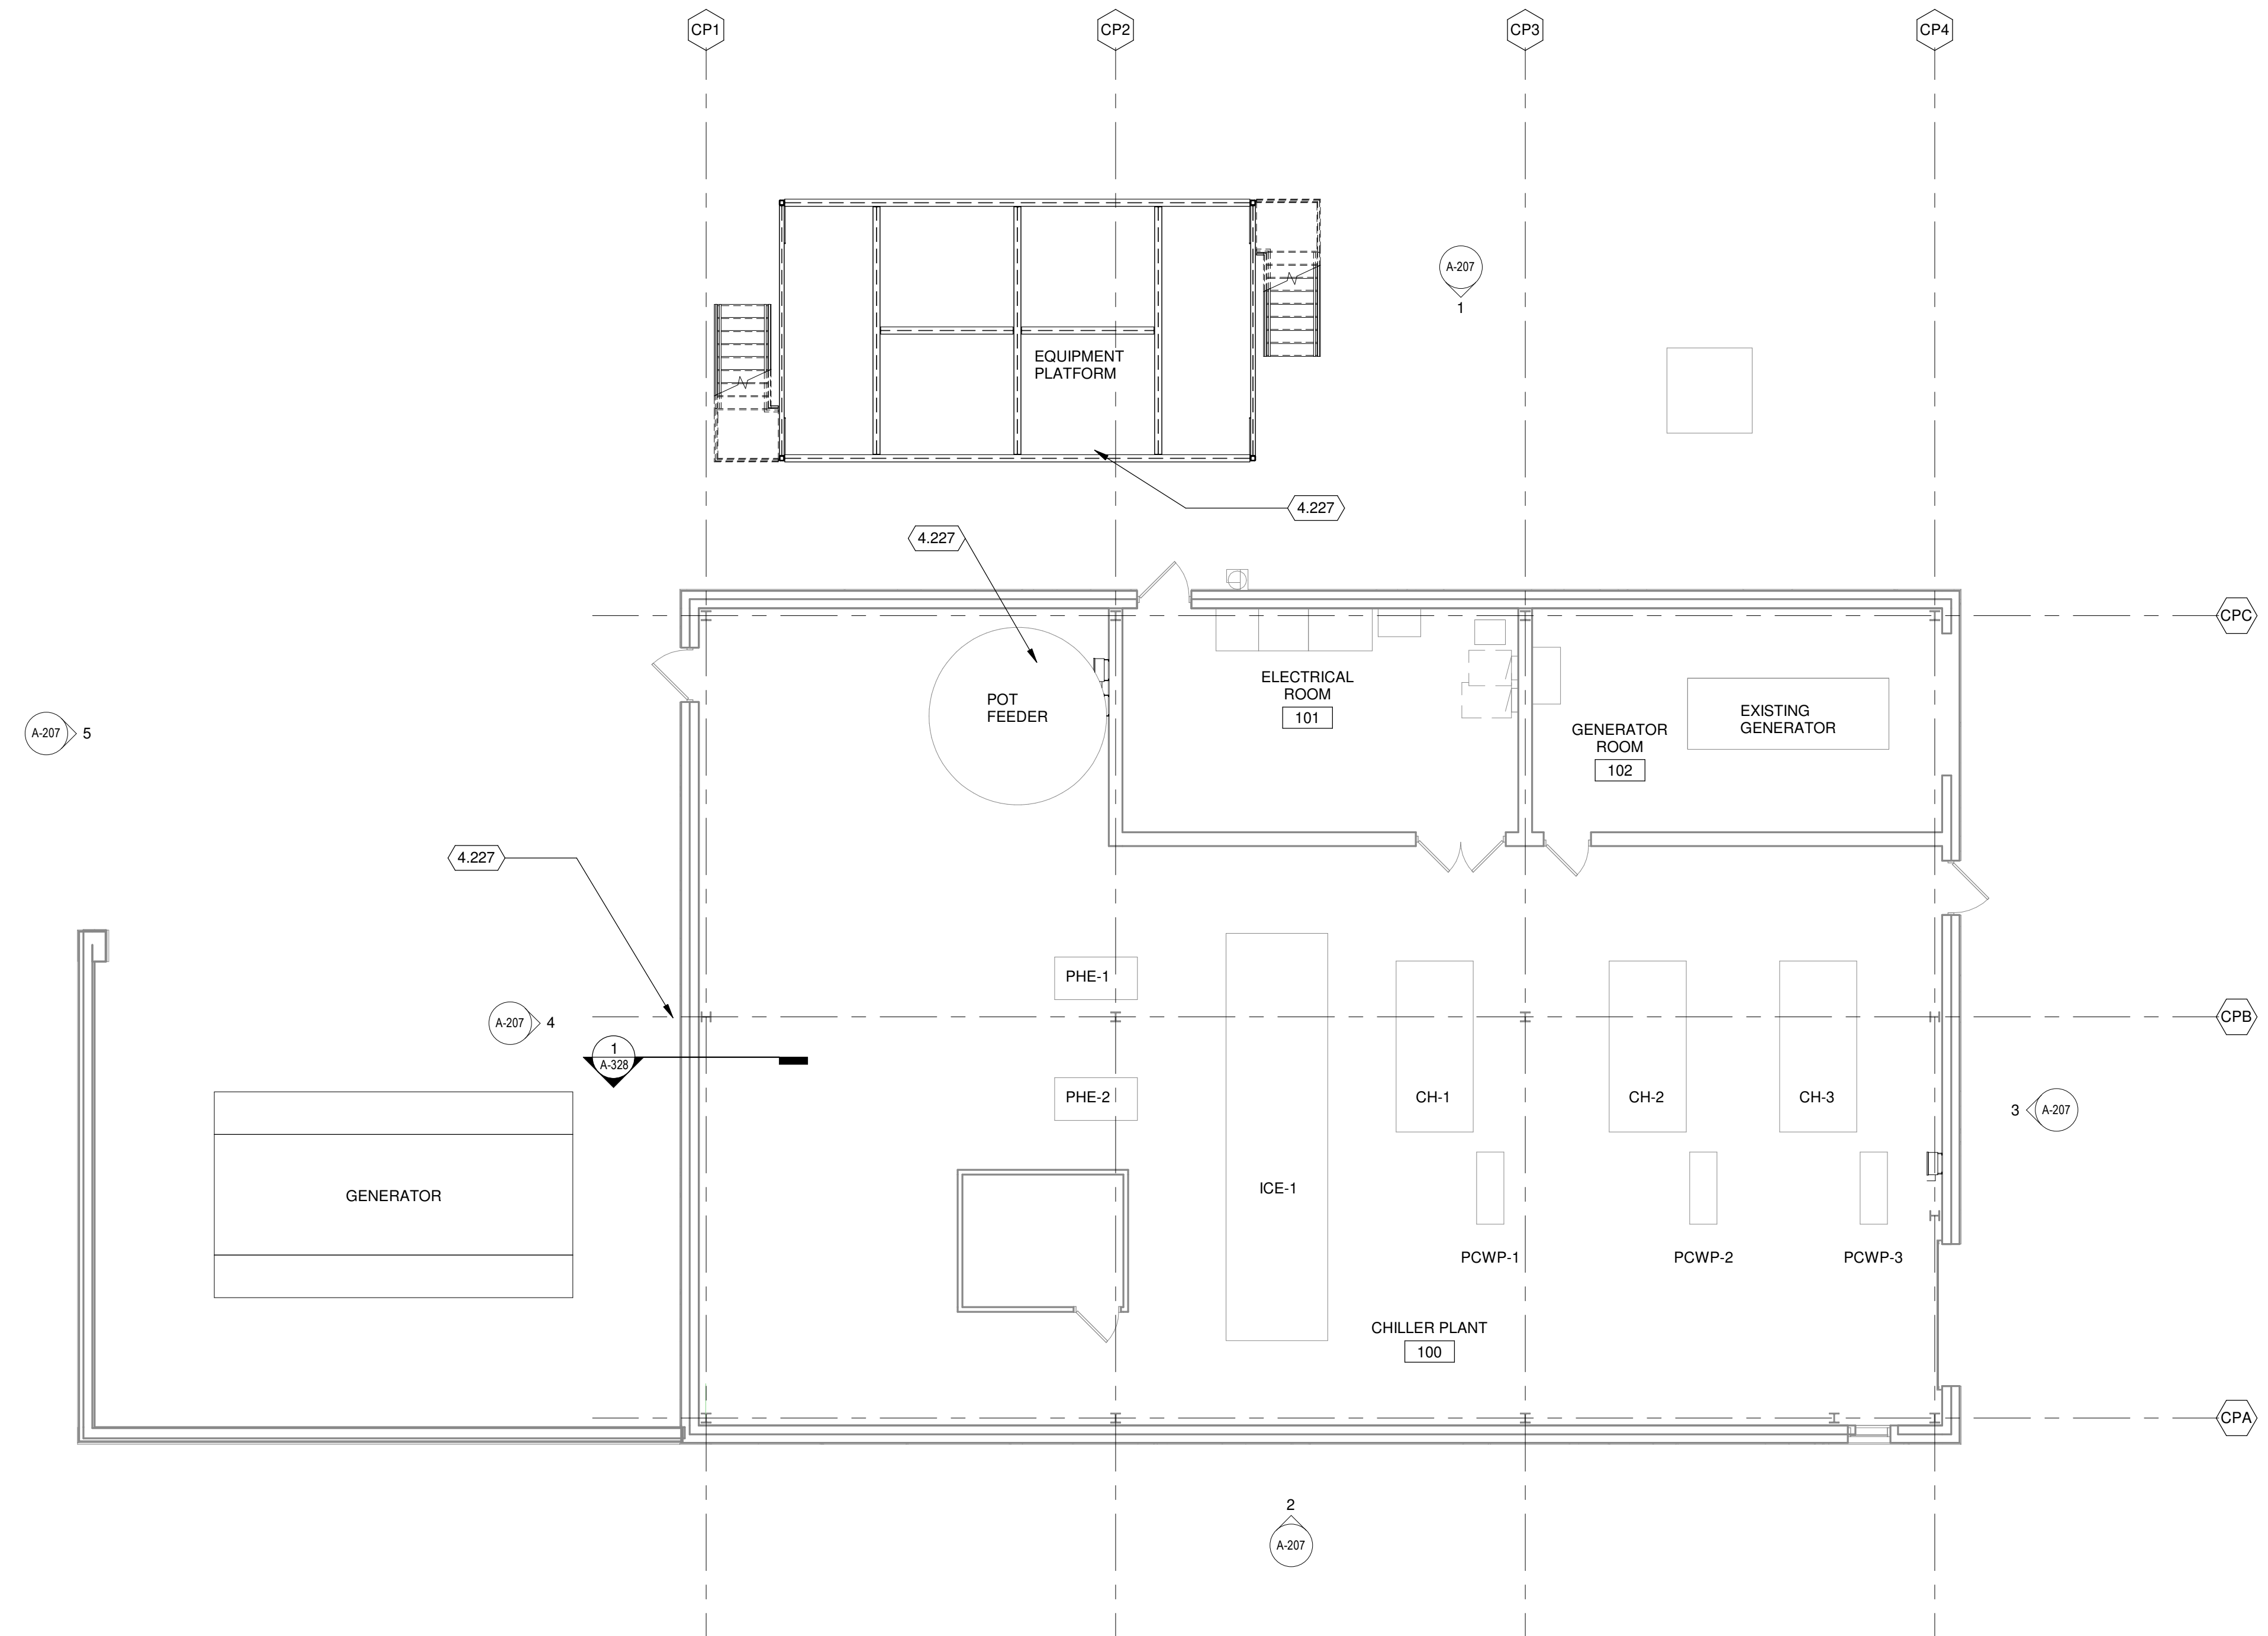 CP1
CP2
CP3
CP4
A-207
1
EQUIPMENT
PLATFORM
4.227
4.227
CPC
ELECTRICAL
ROOM
101
POT
FEEDER
EXISTING
GENERATOR
GENERATOR
ROOM
102
A-207
5
4.227
PHE-1
A-207
4
CPB
1
A-328
PHE-2
CH-1
CH-2
CH-3
3
A-207
GENERATOR
ICE-1
PCWP-1
PCWP-2
PCWP-3
CHILLER PLANT
100
CPA
2
A-207